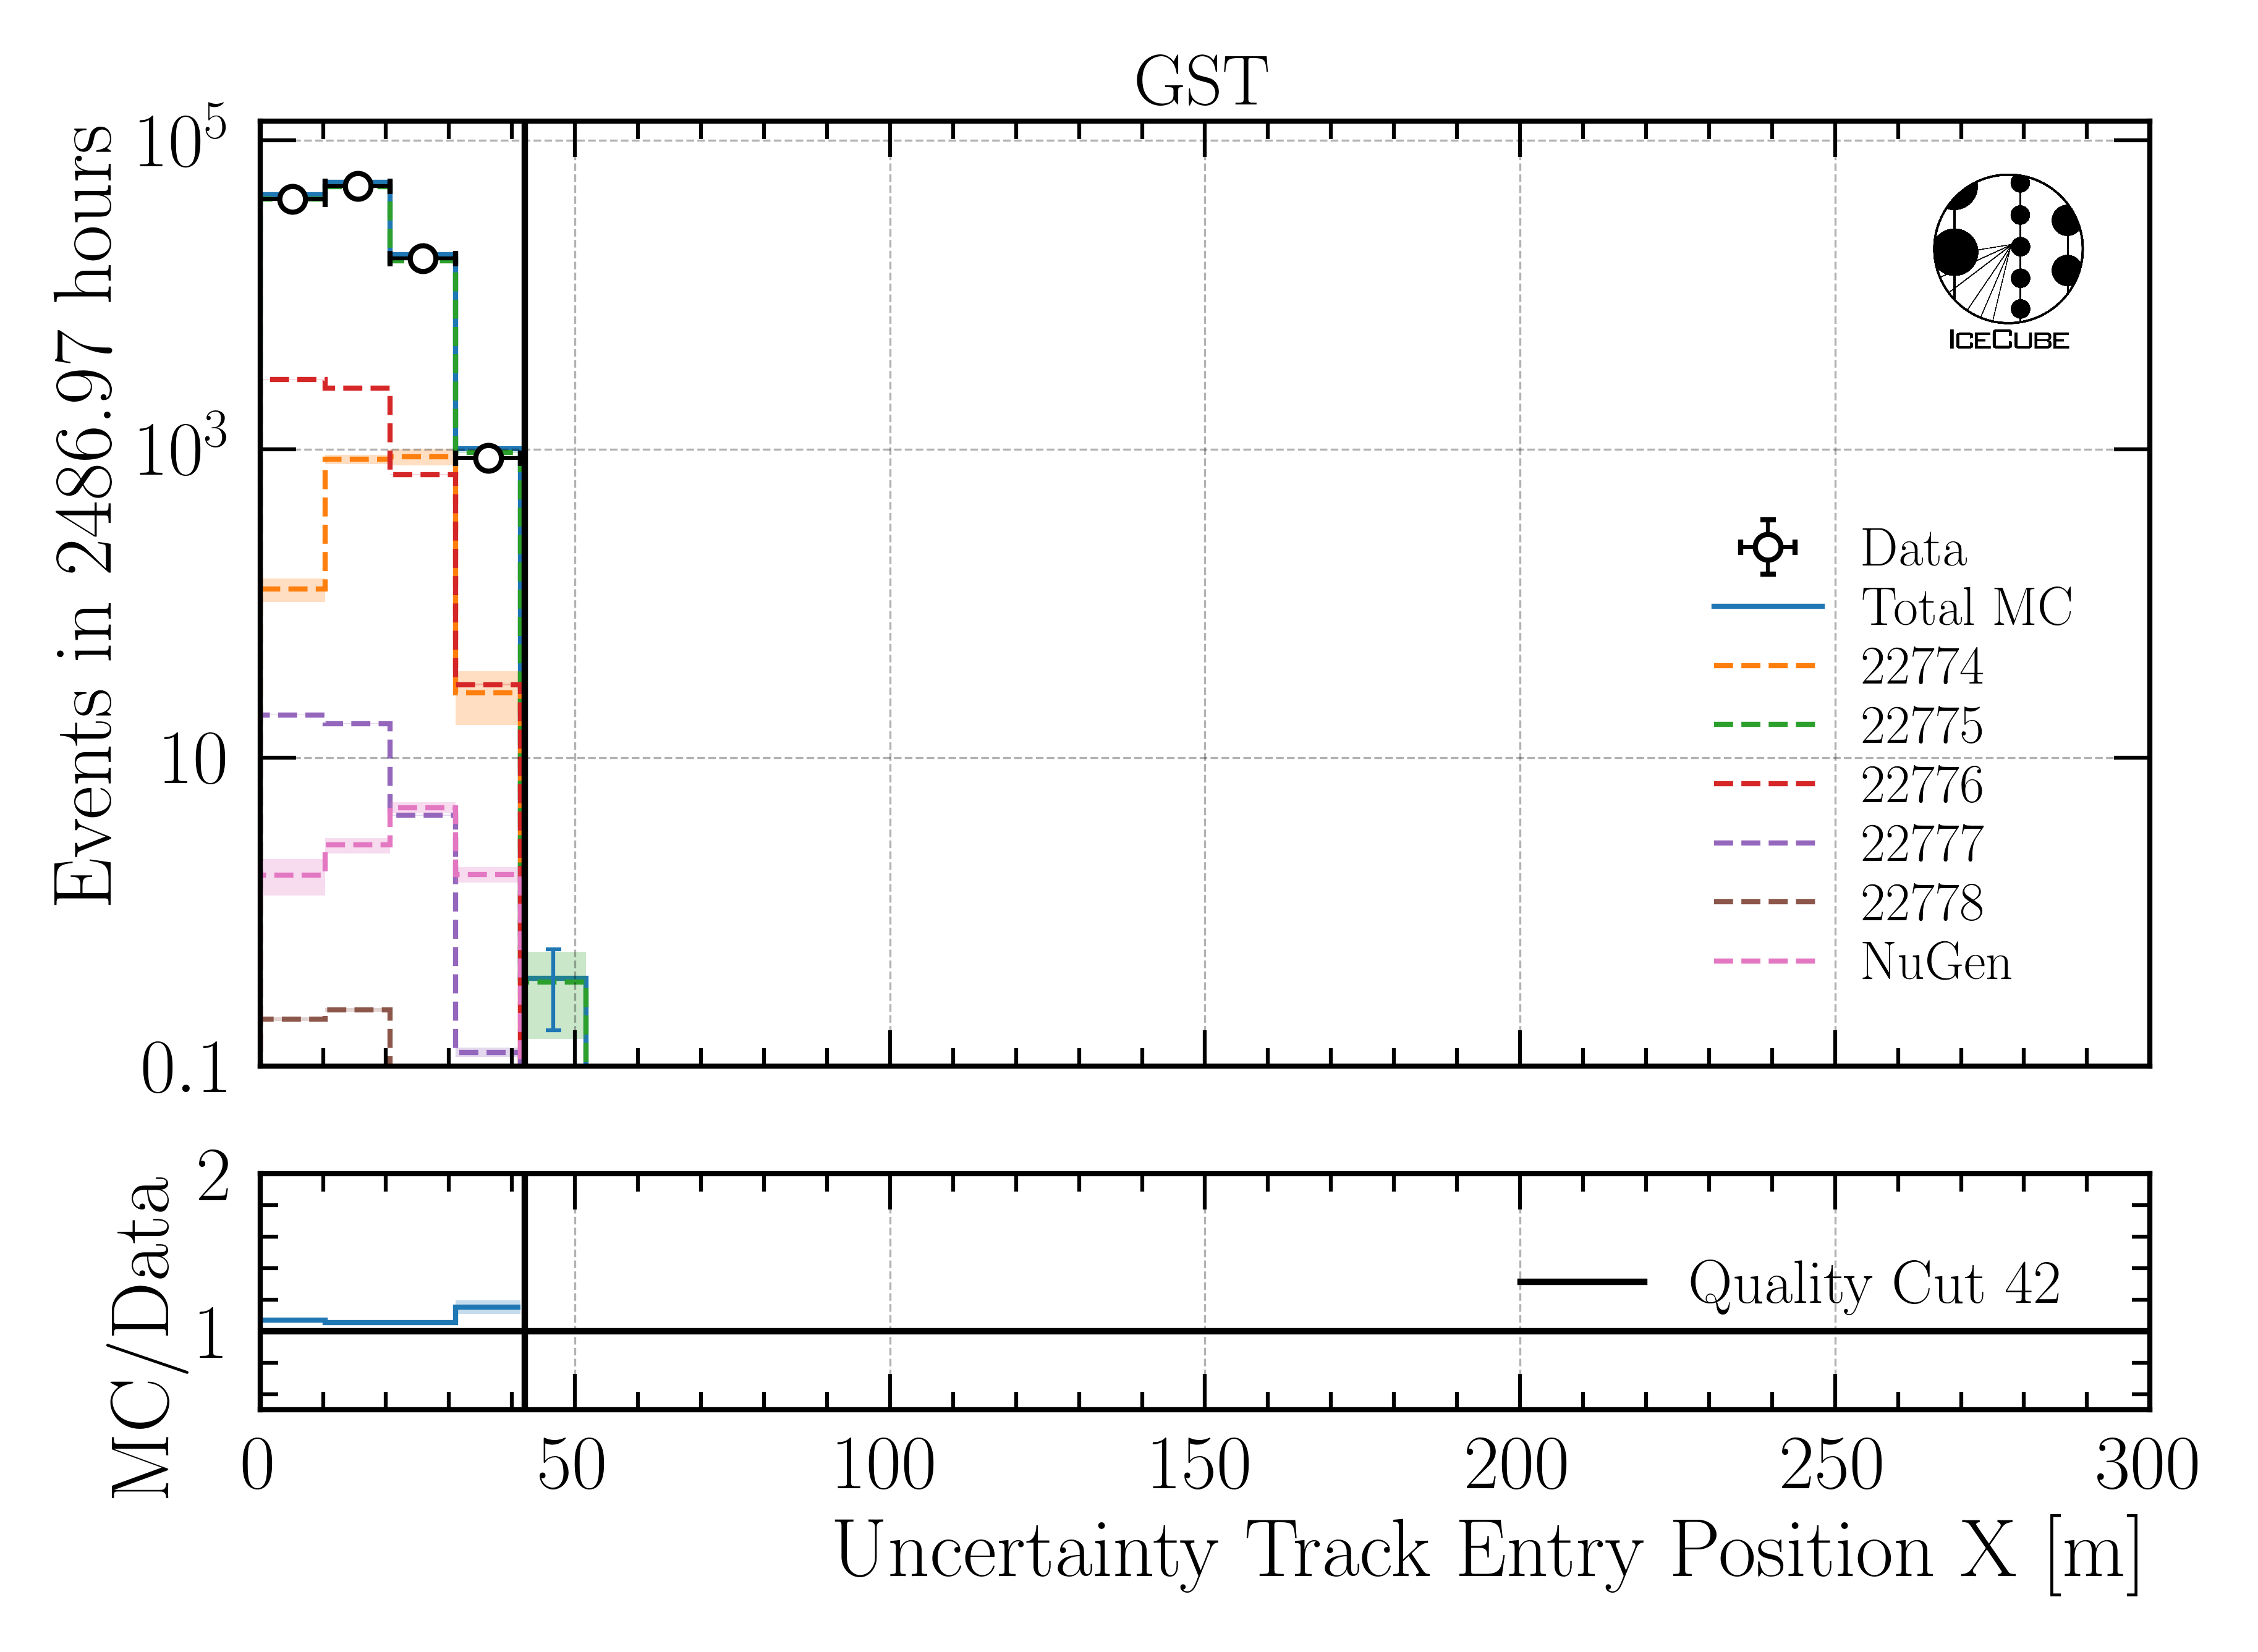 GST
Events in 2486.97 hours
10^5
10^3
10
0.1
IceCube
Data
Total MC
22774
22775
22776
22777
22778
NuGen
MC/Data
2
1
Quality Cut 42
0 50 100 150 200 250 300
Uncertainty Track Entry Position X [m]